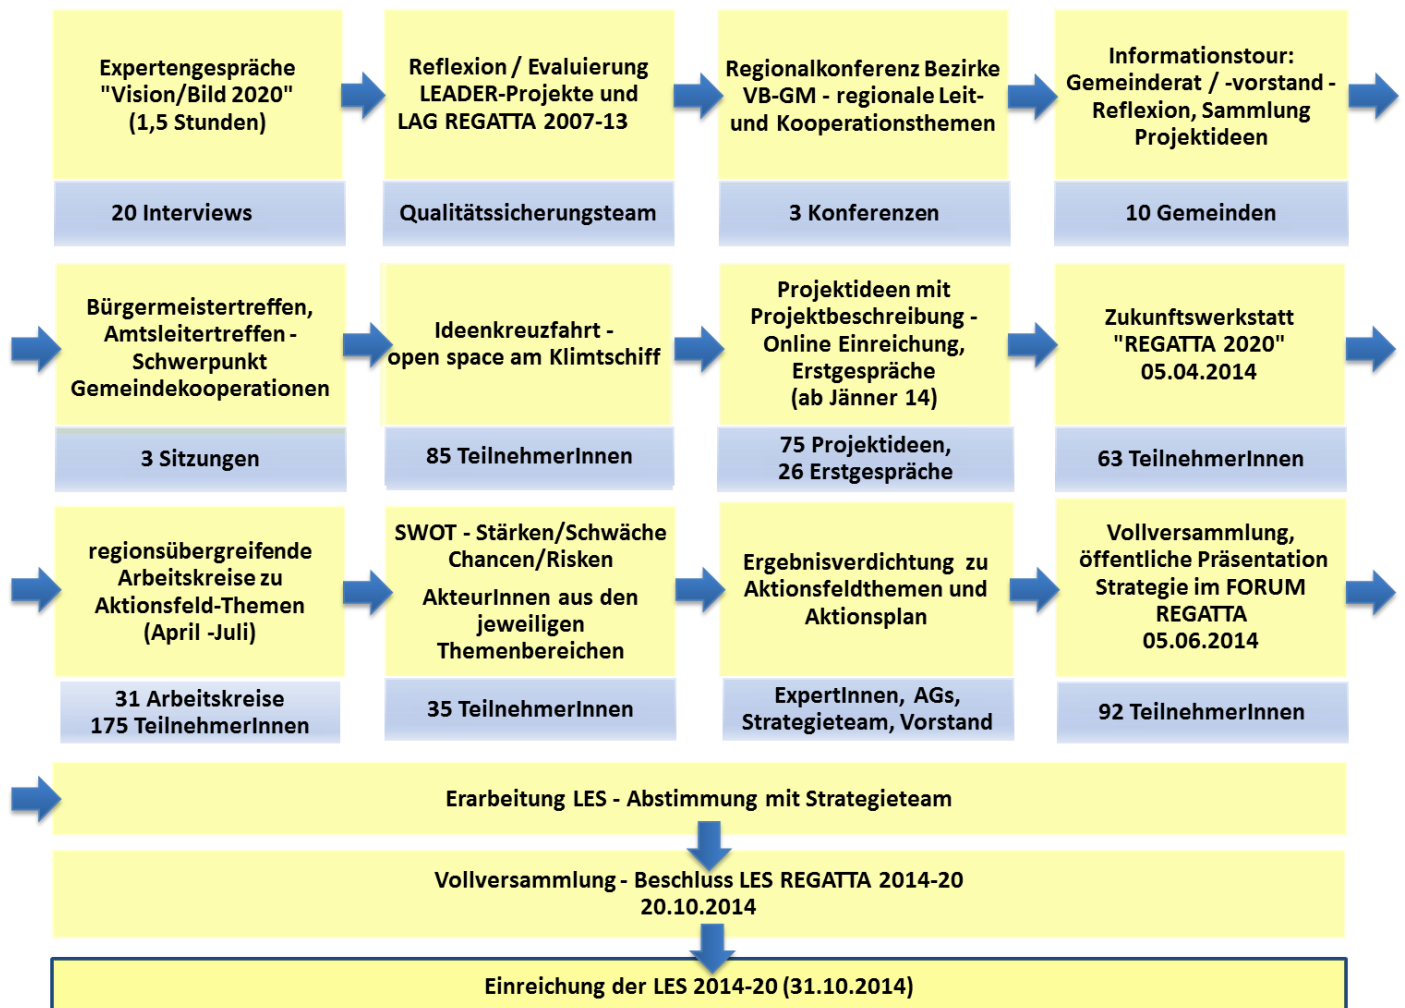 Expertengespräche
"Vision/Bild 2020"
(1,5 Stunden)
20 Interviews
Reflexion / Evaluierung
LEADER-Projekte und
LAG REGATTA 2007-13
Qualitätssicherungsteam
Regionalkonferenz Bezirke
VB-GM - regionale Leit-
und Kooperationsthemen
3 Konferenzen
Informationstour:
Gemeinderat / -vorstand -
Reflexion, Sammlung
Projektideen
10 Gemeinden
Bürgermeistertreffen,
Amtsleitertreffen -
Schwerpunkt
Gemeindekooperationen
3 Sitzungen
Ideenkreuzfahrt -
open space am Klimtschiff
85 TeilnehmerInnen
Projektideen mit
Projektbeschreibung -
Online Einreichung,
Erstgespräche
(ab Jänner 14)
75 Projektideen,
26 Erstgespräche
Zukunftswerkstatt
"REGATTA 2020"
05.04.2014
63 TeilnehmerInnen
regionsübergreifende
Arbeitskreise zu
Aktionsfeld-Themen
(April -Juli)
31 Arbeitskreise
175 TeilnehmerInnen
SWOT - Stärken/Schwäche
Chancen/Risken
AkteurInnen aus den
jeweiligen
Themenbereichen
35 TeilnehmerInnen
Ergebnisverdichtung zu
Aktionsfeldthemen und
Aktionsplan
ExpertInnen, AGs,
Strategieteam, Vorstand
Vollversammlung,
öffentliche Präsentation
Strategie im FORUM
REGATTA
05.06.2014
92 TeilnehmerInnen
Erarbeitung LES - Abstimmung mit Strategieteam
Vollversammlung - Beschluss LES REGATTA 2014-20
20.10.2014
Einreichung der LES 2014-20 (31.10.2014)